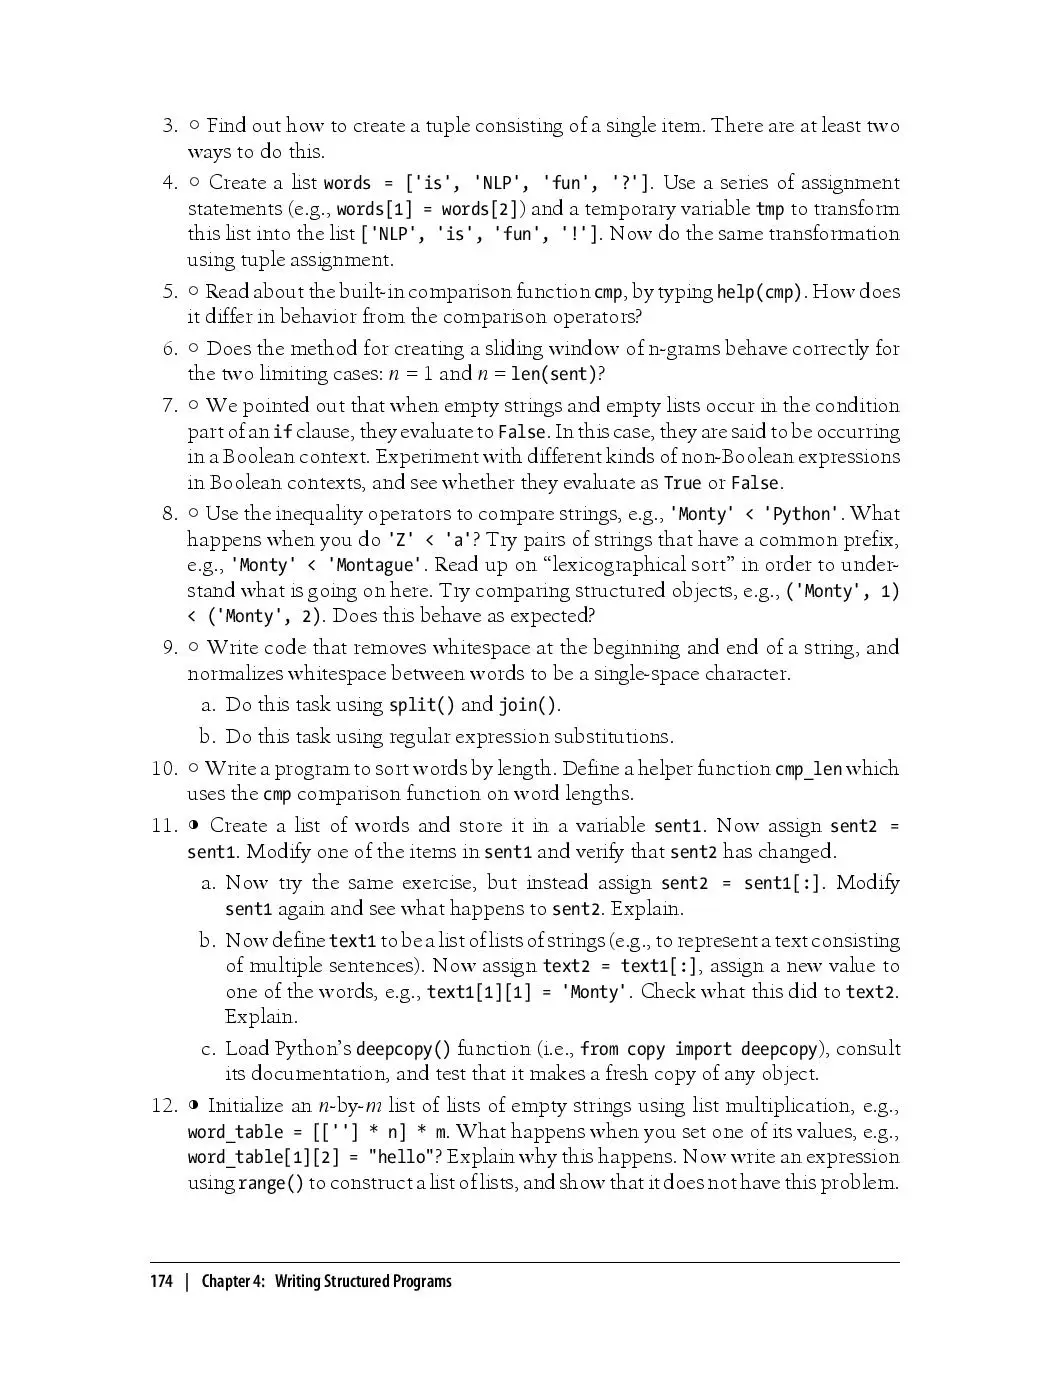 3. ○ Find out how to create a tuple consisting of a single item. There are at least two
ways to do this.
4. ○ Create a list words = ['is', 'NLP', 'fun', '?']. Use a series of assignment
statements (e.g., words[1] = words[2]) and a temporary variable tmp to transform
this list into the list ['NLP', 'is', 'fun', '!']. Now do the same transformation
using tuple assignment.
5. ○ Read about the built-in comparison function cmp, by typing help(cmp). How does
it differ in behavior from the comparison operators?
6. ○ Does the method for creating a sliding window of n-grams behave correctly for
the two limiting cases: n = 1 and n = len(sent)?
7. ○ We pointed out that when empty strings and empty lists occur in the condition
part of an if clause, they evaluate to False. In this case, they are said to be occurring
in a Boolean context. Experiment with different kinds of non-Boolean expressions
in Boolean contexts, and see whether they evaluate as True or False.
8. ○ Use the inequality operators to compare strings, e.g., 'Monty' < 'Python'. What
happens when you do 'Z' < 'a'? Try pairs of strings that have a common prefix,
e.g., 'Monty' < 'Montague'. Read up on “lexicographical sort” in order to under-
stand what is going on here. Try comparing structured objects, e.g., ('Monty', 1)
< ('Monty', 2). Does this behave as expected?
9. ○ Write code that removes whitespace at the beginning and end of a string, and
normalizes whitespace between words to be a single-space character.
a. Do this task using split() and join().
b. Do this task using regular expression substitutions.
10. ○ Write a program to sort words by length. Define a helper function cmp_len which
uses the cmp comparison function on word lengths.
11. ◑ Create a list of words and store it in a variable sent1. Now assign sent2 =
sent1. Modify one of the items in sent1 and verify that sent2 has changed.
a. Now try the same exercise, but instead assign sent2 = sent1[:]. Modify
sent1 again and see what happens to sent2. Explain.
b. Now define text1 to be a list of lists of strings (e.g., to represent a text consisting
of multiple sentences). Now assign text2 = text1[:], assign a new value to
one of the words, e.g., text1[1][1] = 'Monty'. Check what this did to text2.
Explain.
c. Load Python’s deepcopy() function (i.e., from copy import deepcopy), consult
its documentation, and test that it makes a fresh copy of any object.
12. ◑ Initialize an n-by-m list of lists of empty strings using list multiplication, e.g.,
word_table = [[''] * n] * m. What happens when you set one of its values, e.g.,
word_table[1][2] = "hello"? Explain why this happens. Now write an expression
using range() to construct a list of lists, and show that it does not have this problem.
174 | Chapter 4: Writing Structured Programs